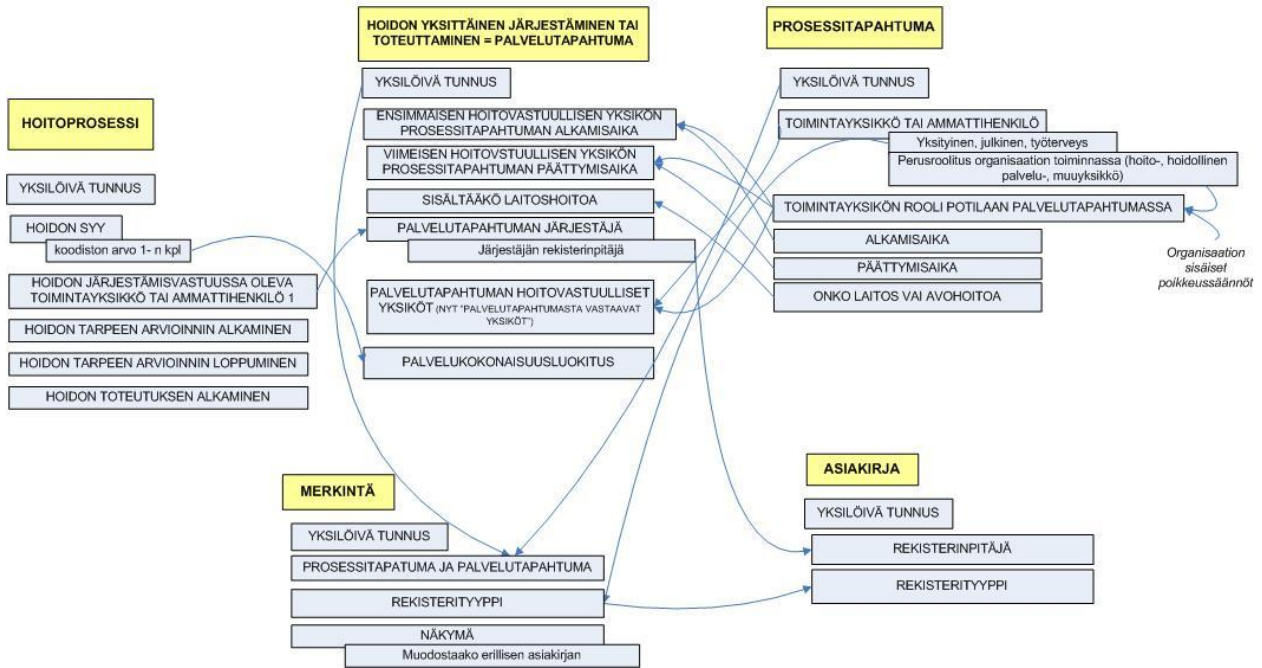 HOITOPROSESSI
YKSILÖIVÄ TUNNUS
HOIDON SYY
koodiston arvo 1- n kpl
HOIDON JÄRJESTÄMISVASTUUSSA OLEVA
TOIMINTAYKSIKKÖ TAI AMMATTIHENKILÖ 1
HOIDON TARPEEN ARVIOINNIN ALKAMINEN
HOIDON TARPEEN ARVIOINNIN LOPPUMINEN
HOIDON TOTEUTUKSEN ALKAMINEN
HOIDON YKSITTÄINEN JÄRJESTÄMINEN TAI
TOTEUTTAMINEN = PALVELUTAPAHTUMA
YKSILÖIVÄ TUNNUS
ENSIMMAISEN HOITOVASTUULLISEN YKSIKÖN
PROSESSITAPAHTUMAN ALKAMISAIKA
VIIMEISEN HOITOVSTUULLISEN YKSIKÖN
PROSESSITAPAHTUMAN PÄÄTTYMISAIKA
SISÄLTÄÄKÖ LAITOSHOITOA
PALVELUTAPAHTUMAN JÄRJESTÄJÄ
Järjestäjän rekisterinpitäjä
PALVELUTAPAHTUMAN HOITOVASTUULLISET
YKSIKÖT (NYT "PALVELUTAPAHTUMASTA VASTAAVAT
YKSIKÖT")
PALVELUKOKONAISUUSLUOKITUS
PROSESSITAPAHTUMA
YKSILÖIVÄ TUNNUS
TOIMINTAYKSIKKÖ TAI AMMATTIHENKILÖ
Yksityinen, julkinen, työterveys
Perusroolitus organisaation toiminnassa (hoito-, hoidollinen
palvelu-, muuyksikkö)
TOIMINTAYKSIKÖN ROOLI POTILAAN PALVELUTAPAHTUMASSA
ALKAMISAIKA
PÄÄTTYMISAIKA
ONKO LAITOS VAI AVOHOITOA
Organisaation
sisäiset
poikkeussäännöt
MERKINTÄ
YKSILÖIVÄ TUNNUS
PROSESSITAPATUMA JA PALVELUTAPAHTUMA
REKISTERITYYPPI
NÄKYMÄ
Muodostaako erillisen asiakirjan
ASIAKIRJA
YKSILÖIVÄ TUNNUS
REKISTERINPITÄJÄ
REKISTERITYYPPI